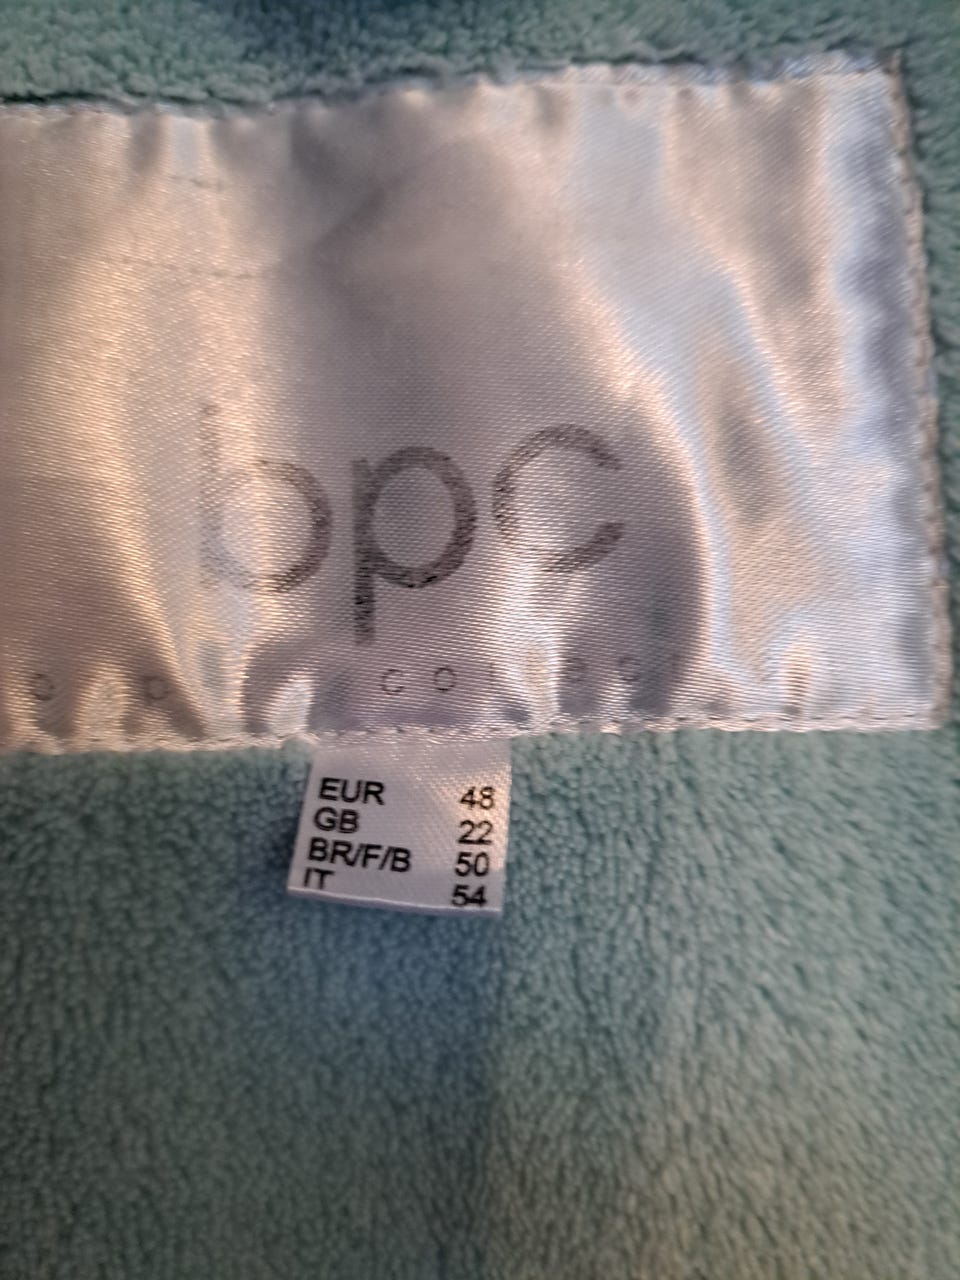 bpc
EUR 48
GB 22
BR/F/B 50
IT 54